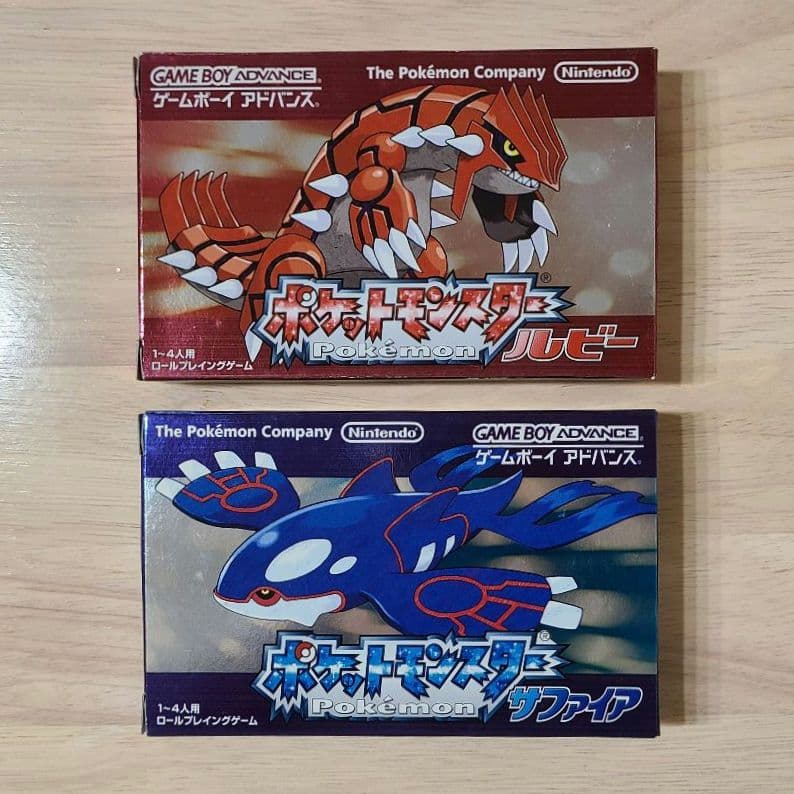 GAME BOY ADVANCE
The Pokémon Company
Nintendo®
ゲームボーイ アドバンス®
ポケットモンスター®
Pokémon
ルビー
1~4人用
ロールプレイングゲーム
The Pokémon Company
Nintendo®
GAME BOY ADVANCE
ゲームボーイ アドバンス®
ポケットモンスター®
Pokémon
サファイア
1~4人用
ロールプレイングゲーム